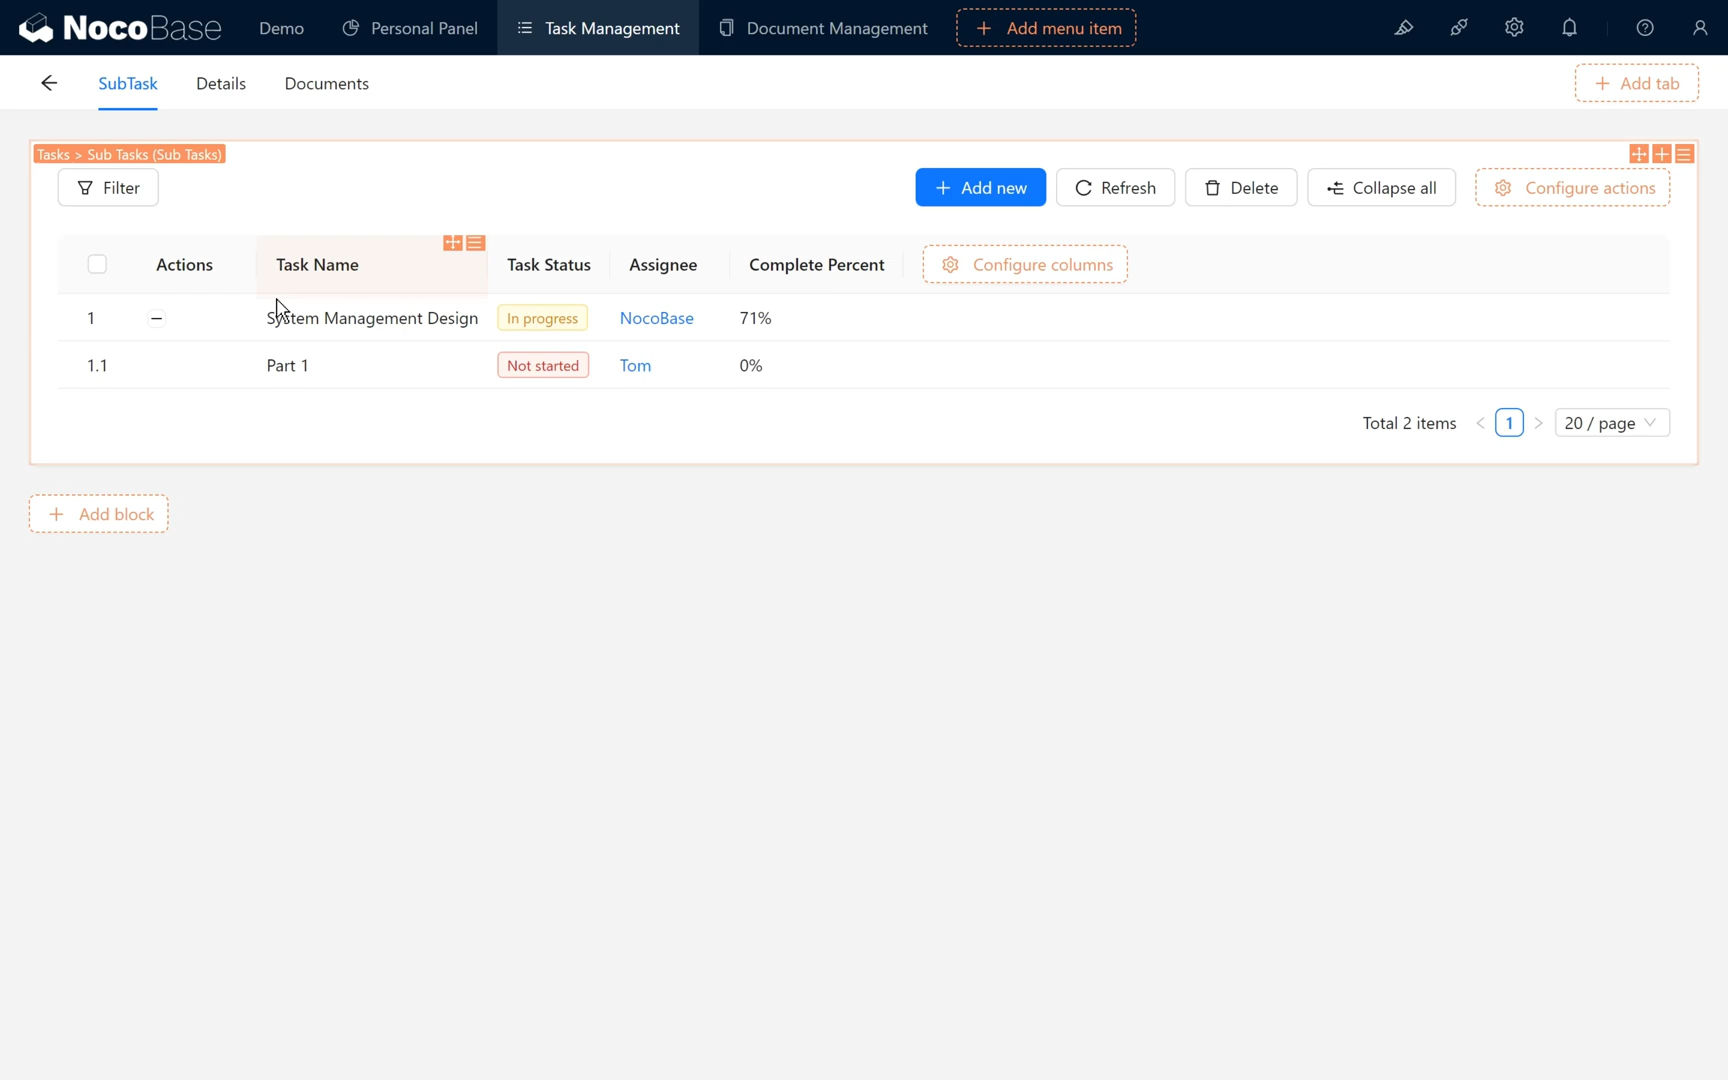 NocoBase Demo Personal Panel Task Management Document Management Add menu item
SubTask Details Documents Add tab
Tasks > Sub Tasks (Sub Tasks)
Filter Add new Refresh Delete Collapse all Configure actions
Actions Task Name Task Status Assignee Complete Percent Configure columns
1 System Management Design In progress NocoBase 71%
1.1 Part 1 Not started Tom 0%
Total 2 items < 1 > 20 / page
Add block